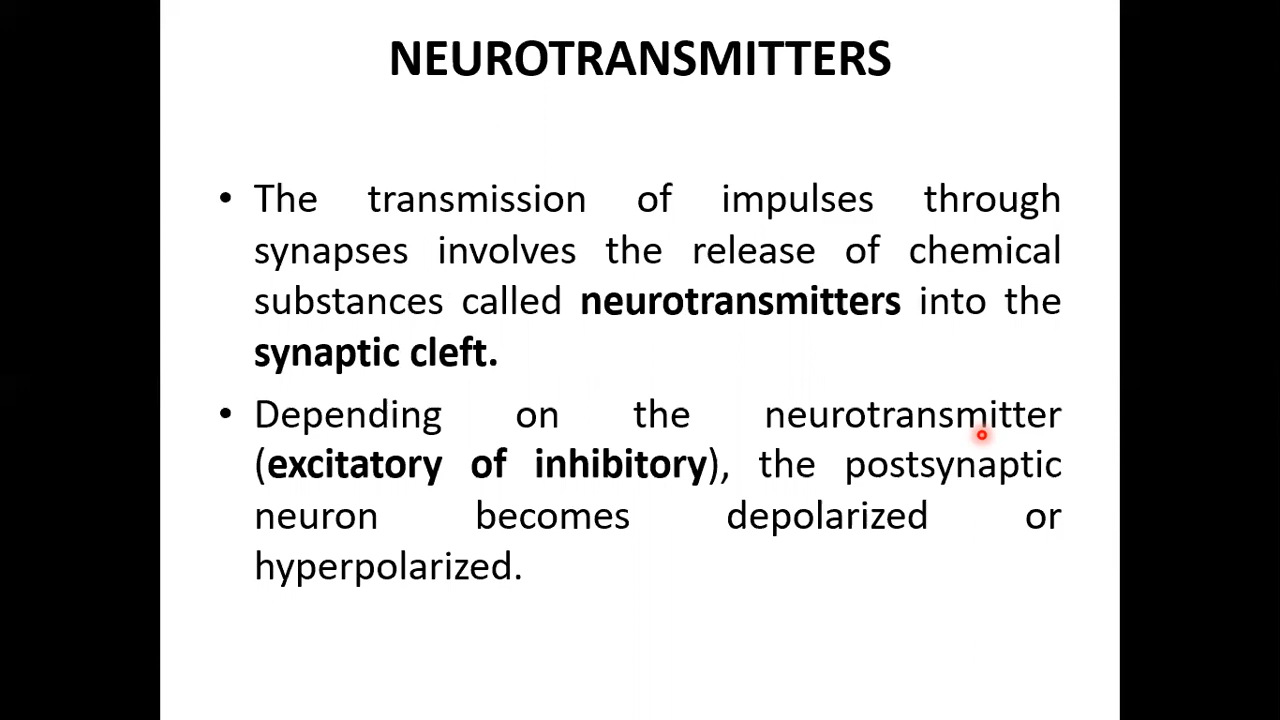 NEUROTRANSMITTERS
• The transmission of impulses through
synapses involves the release of chemical
substances called neurotransmitters into the
synaptic cleft.
• Depending on the neurotransmitter
(excitatory of inhibitory), the postsynaptic
neuron becomes depolarized or
hyperpolarized.